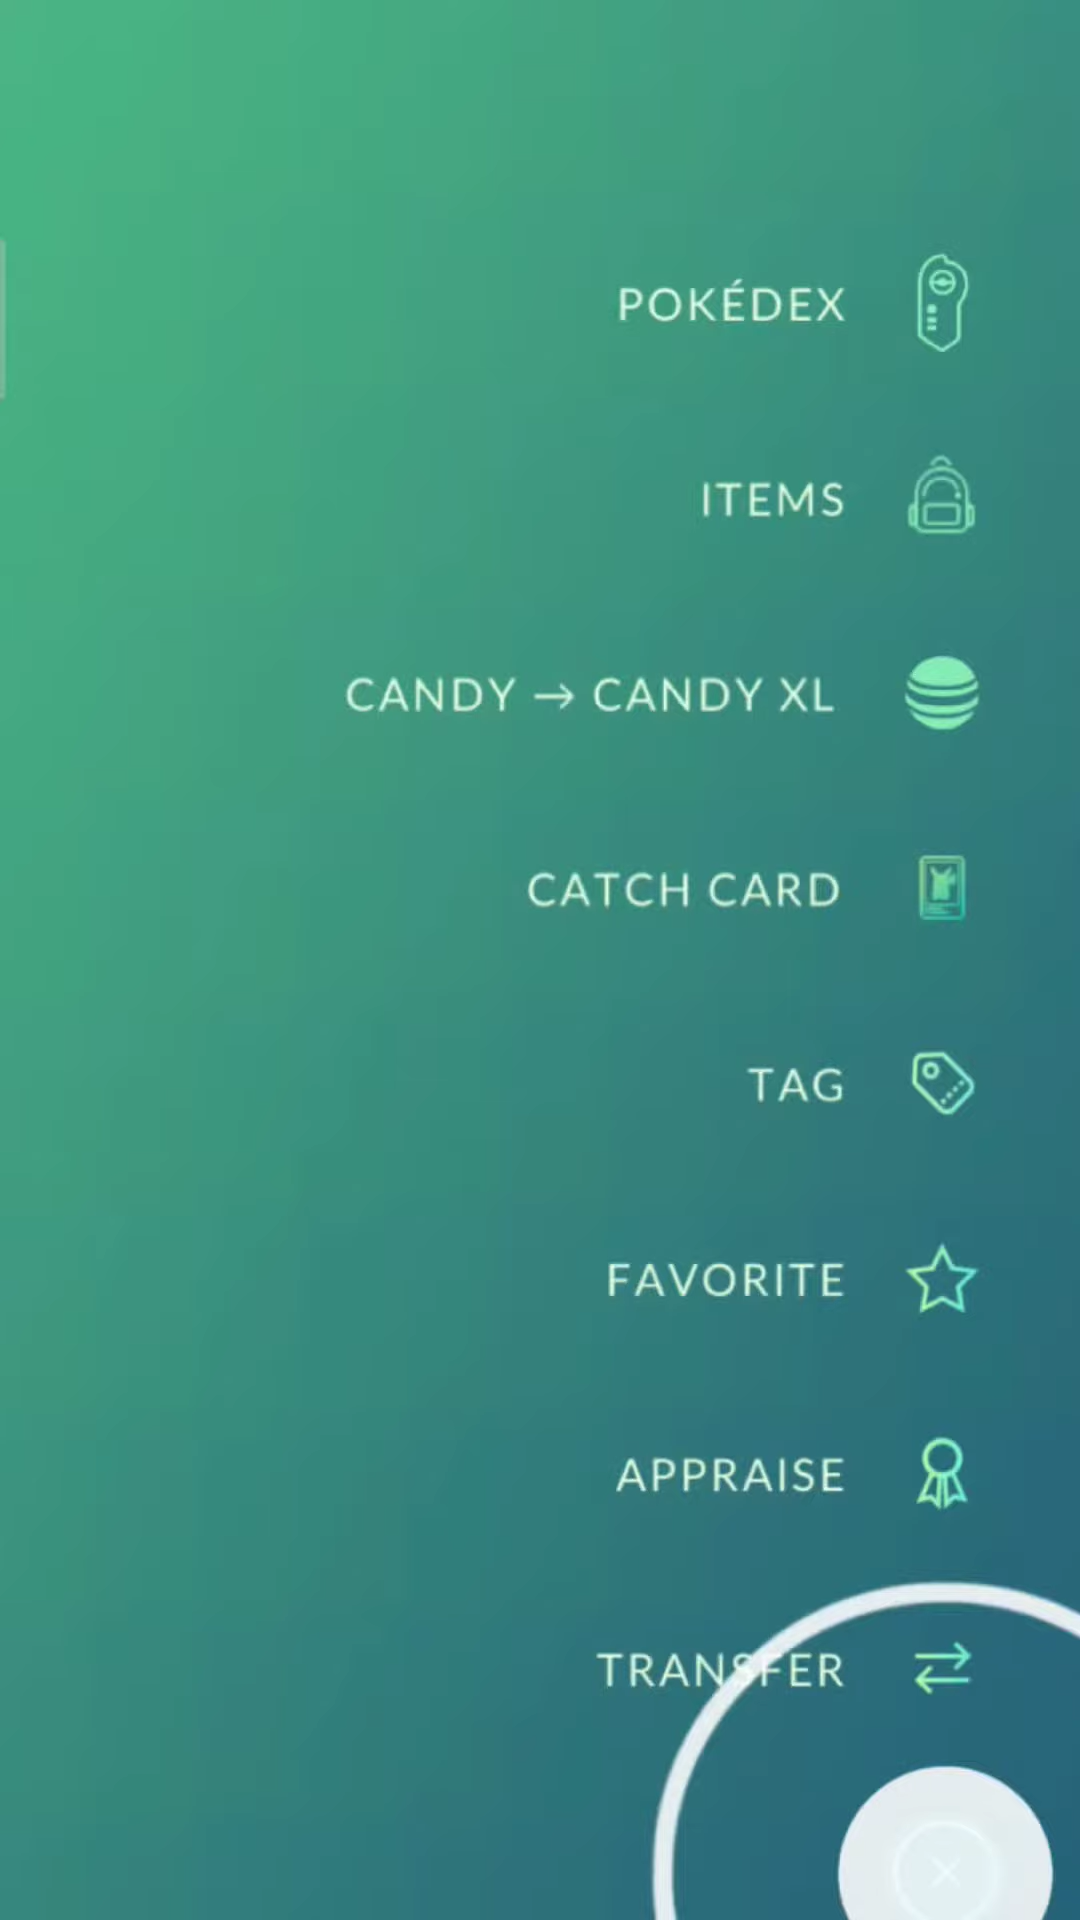 POKÉDEX
ITEMS
CANDY → CANDY XL
CATCH CARD
TAG
FAVORITE
APPRAISE
TRANSFER